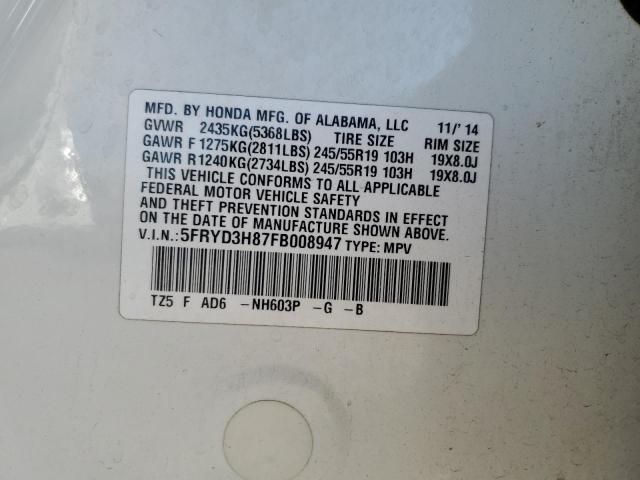 MFD. BY HONDA MFG. OF ALABAMA, LLC 11/'14
GVWR 2435KG(5368LBS) TIRE SIZE RIM SIZE
GAWR F 1275KG(2811LBS) 245/55R19 103H 19X8.0J
GAWR R 1240KG(2734LBS) 245/55R19 103H 19X8.0J
THIS VEHICLE CONFORMS TO ALL APPLICABLE
FEDERAL MOTOR VEHICLE SAFETY
AND THEFT PREVENTION STANDARDS IN EFFECT
ON THE DATE OF MANUFACTURE SHOWN ABOVE.
V.I.N.:5FRYD3H87FB008947 TYPE: MPV
TZ5 F AD6 -NH603P -G -B